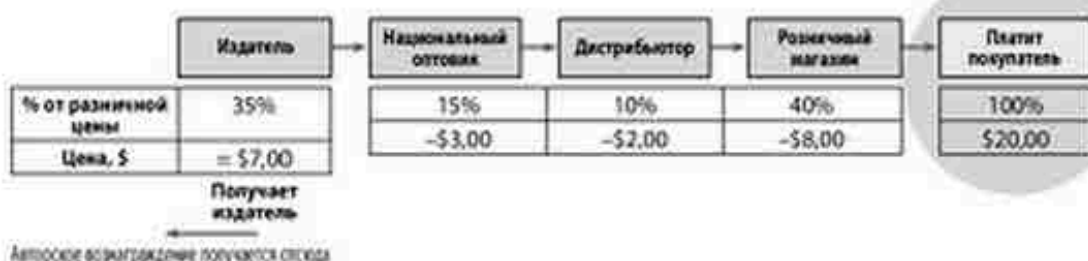 Издатель
Национальный
оптовик
Дистрибьютор
Розничный
магазин
Платит
покупатель
% от разничной
цены
35%
15%
10%
40%
100%
Цена, $
= $7,00
–$3,00
–$2,00
–$8,00
$20,00
Получает
издатель
Авторское вознаграждение получается отсюда